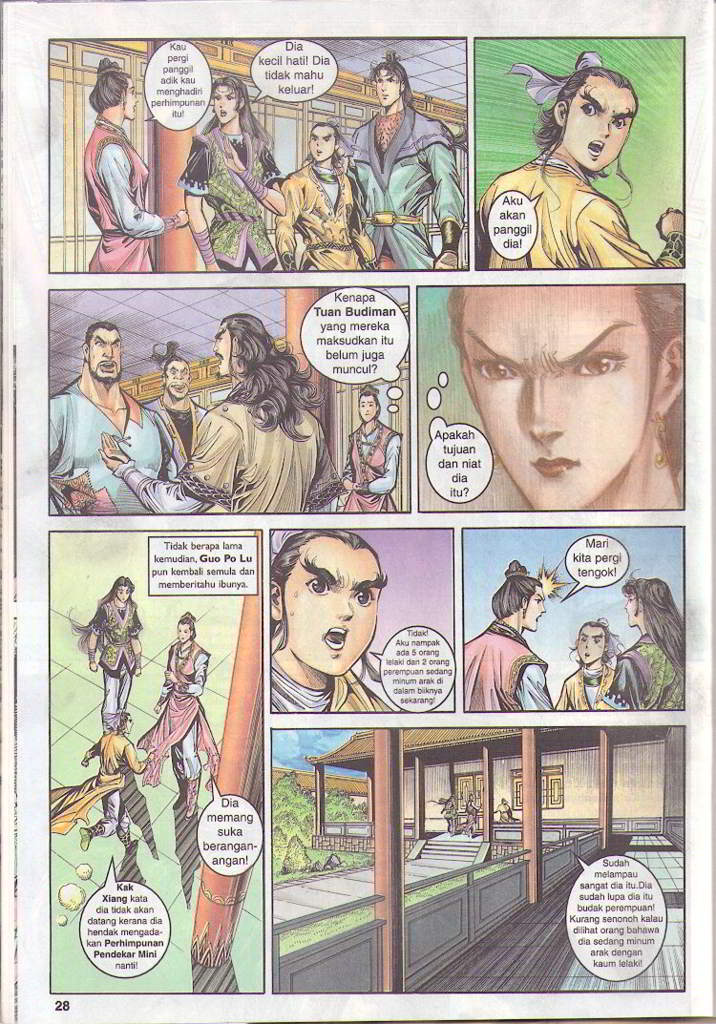 Kau
pergi
panggil
adik kau
menghadiri
perhimpunan
itu!
Dia
kecil hati! Dia
tidak mahu
keluar!
Aku
akan
panggil
dia!
Kenapa
Tuan Budiman
yang mereka
maksudkan itu
belum juga
muncul?
Apakah
tujuan
dan niat
dia
itu?
Tidak berapa lama
kemudian, Guo Po Lu
pun kembali semula dan
memberitahu ibunya.
Dia
memang
suka
berangan-
angan!
Kak
Xiang kata
dia tidak akan
datang kerana dia
hendak mengada-
kan Perhimpunan
Pendekar Mini
nanti!
Tidak!
Aku nampak
ada 5 orang
lelaki dan 2 orang
perempuan sedang
minum arak di
dalam biliknya
sekarang!
Mari
kita pergi
tengok!
Sudah
melampau
sangat dia itu.Dia
sudah lupa dia itu
budak perempuan!
Kurang senonoh kalau
dilihat orang bahawa
dia sedang minum
arak dengan
kaum lelaki!
28